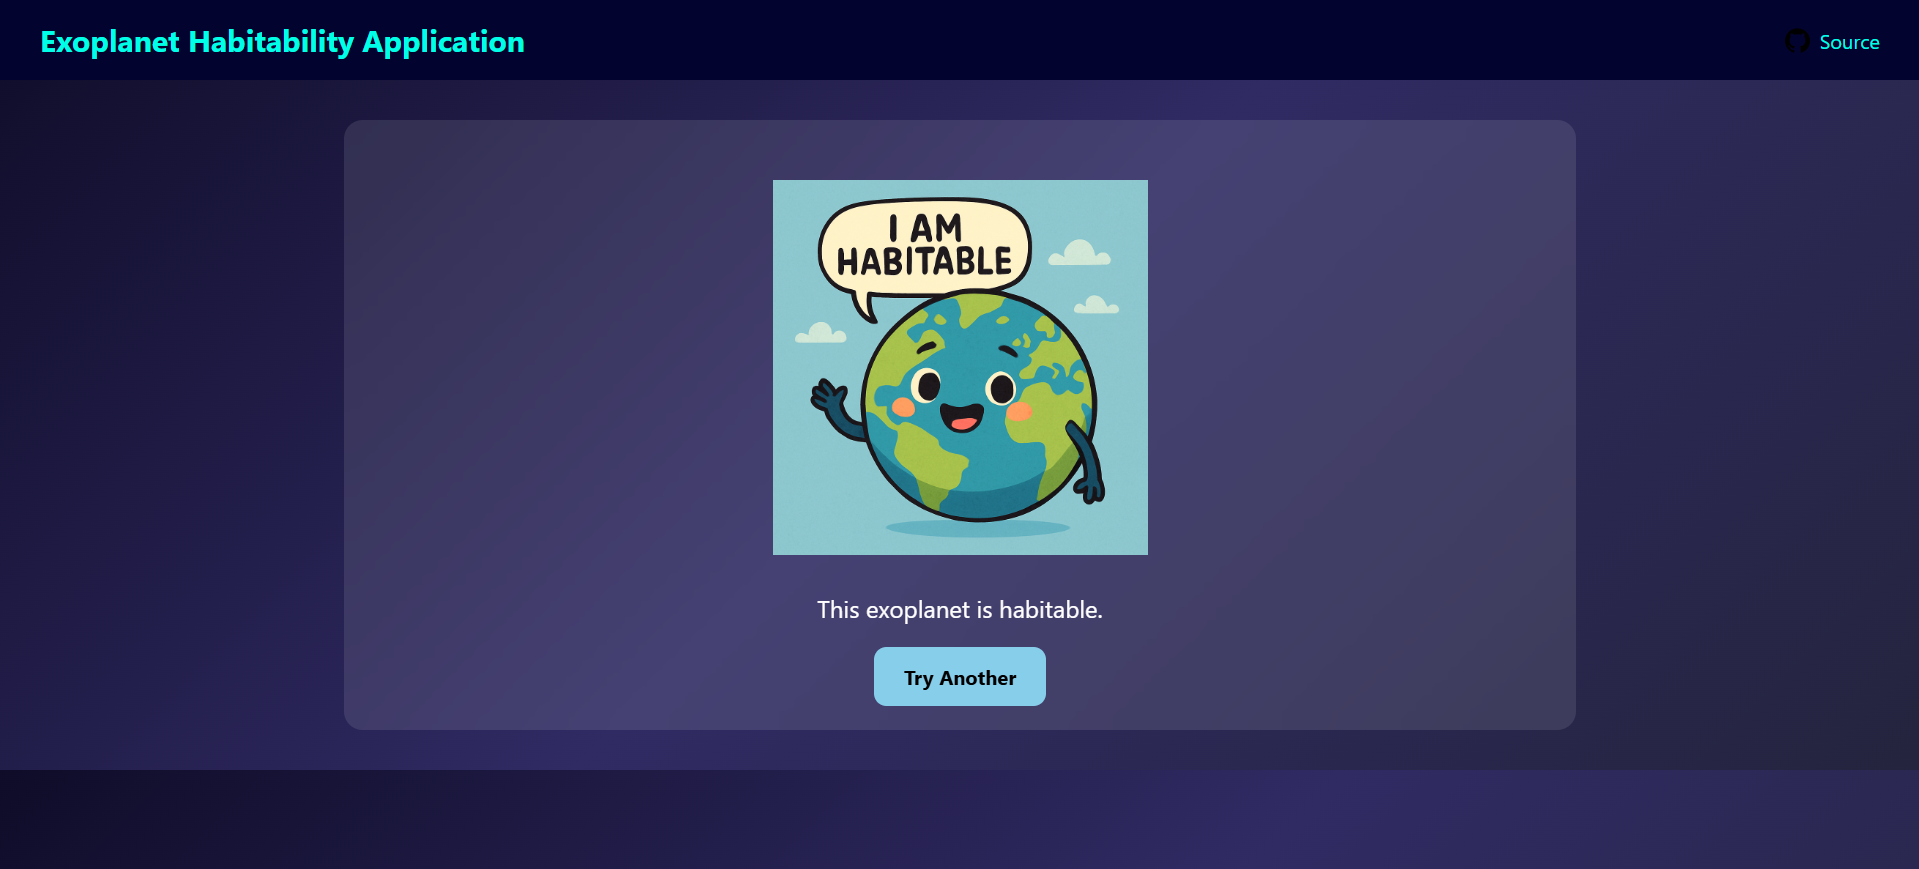 Exoplanet Habitability Application
Source
I AM
HABITABLE
This exoplanet is habitable.
Try Another